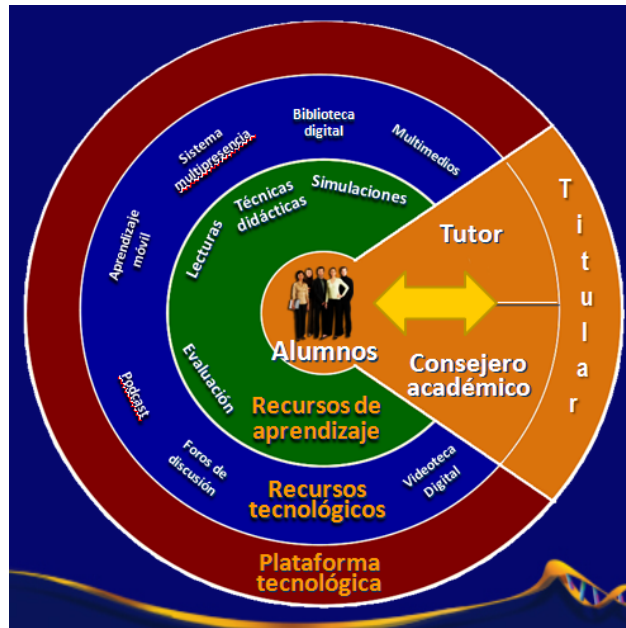 Biblioteca
digital
Sistema
multipresencia
Multimedios
Aprendizaje
móvil
Podcast
Foros de
discusión
Videoteca
Digital
Recursos
tecnológicos
Plataforma
tecnológica
Simulaciones
Técnicas
didácticas
Lecturas
Evaluación
Recursos de
aprendizaje
Alumnos
Tutor
Consejero
académico
Titular